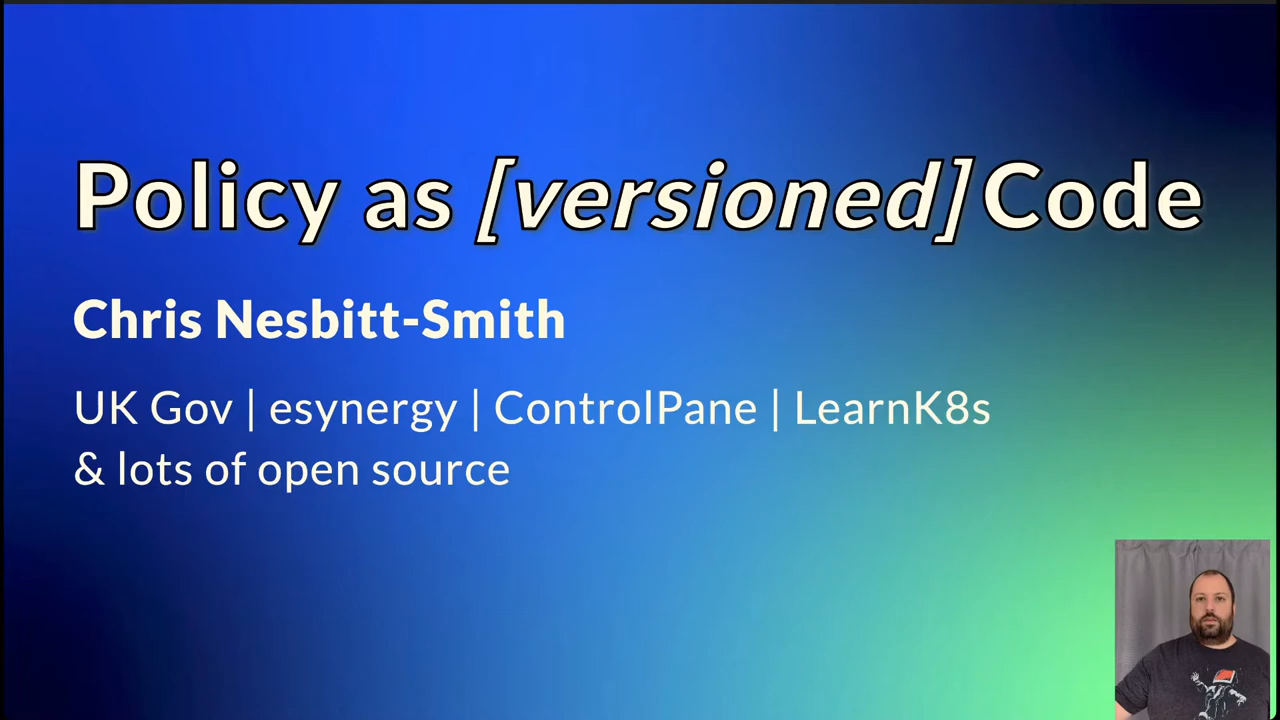 Policy as [versioned] Code
Chris Nesbitt-Smith
UK Gov | esynergy | ControlPane | LearnK8s
& lots of open source